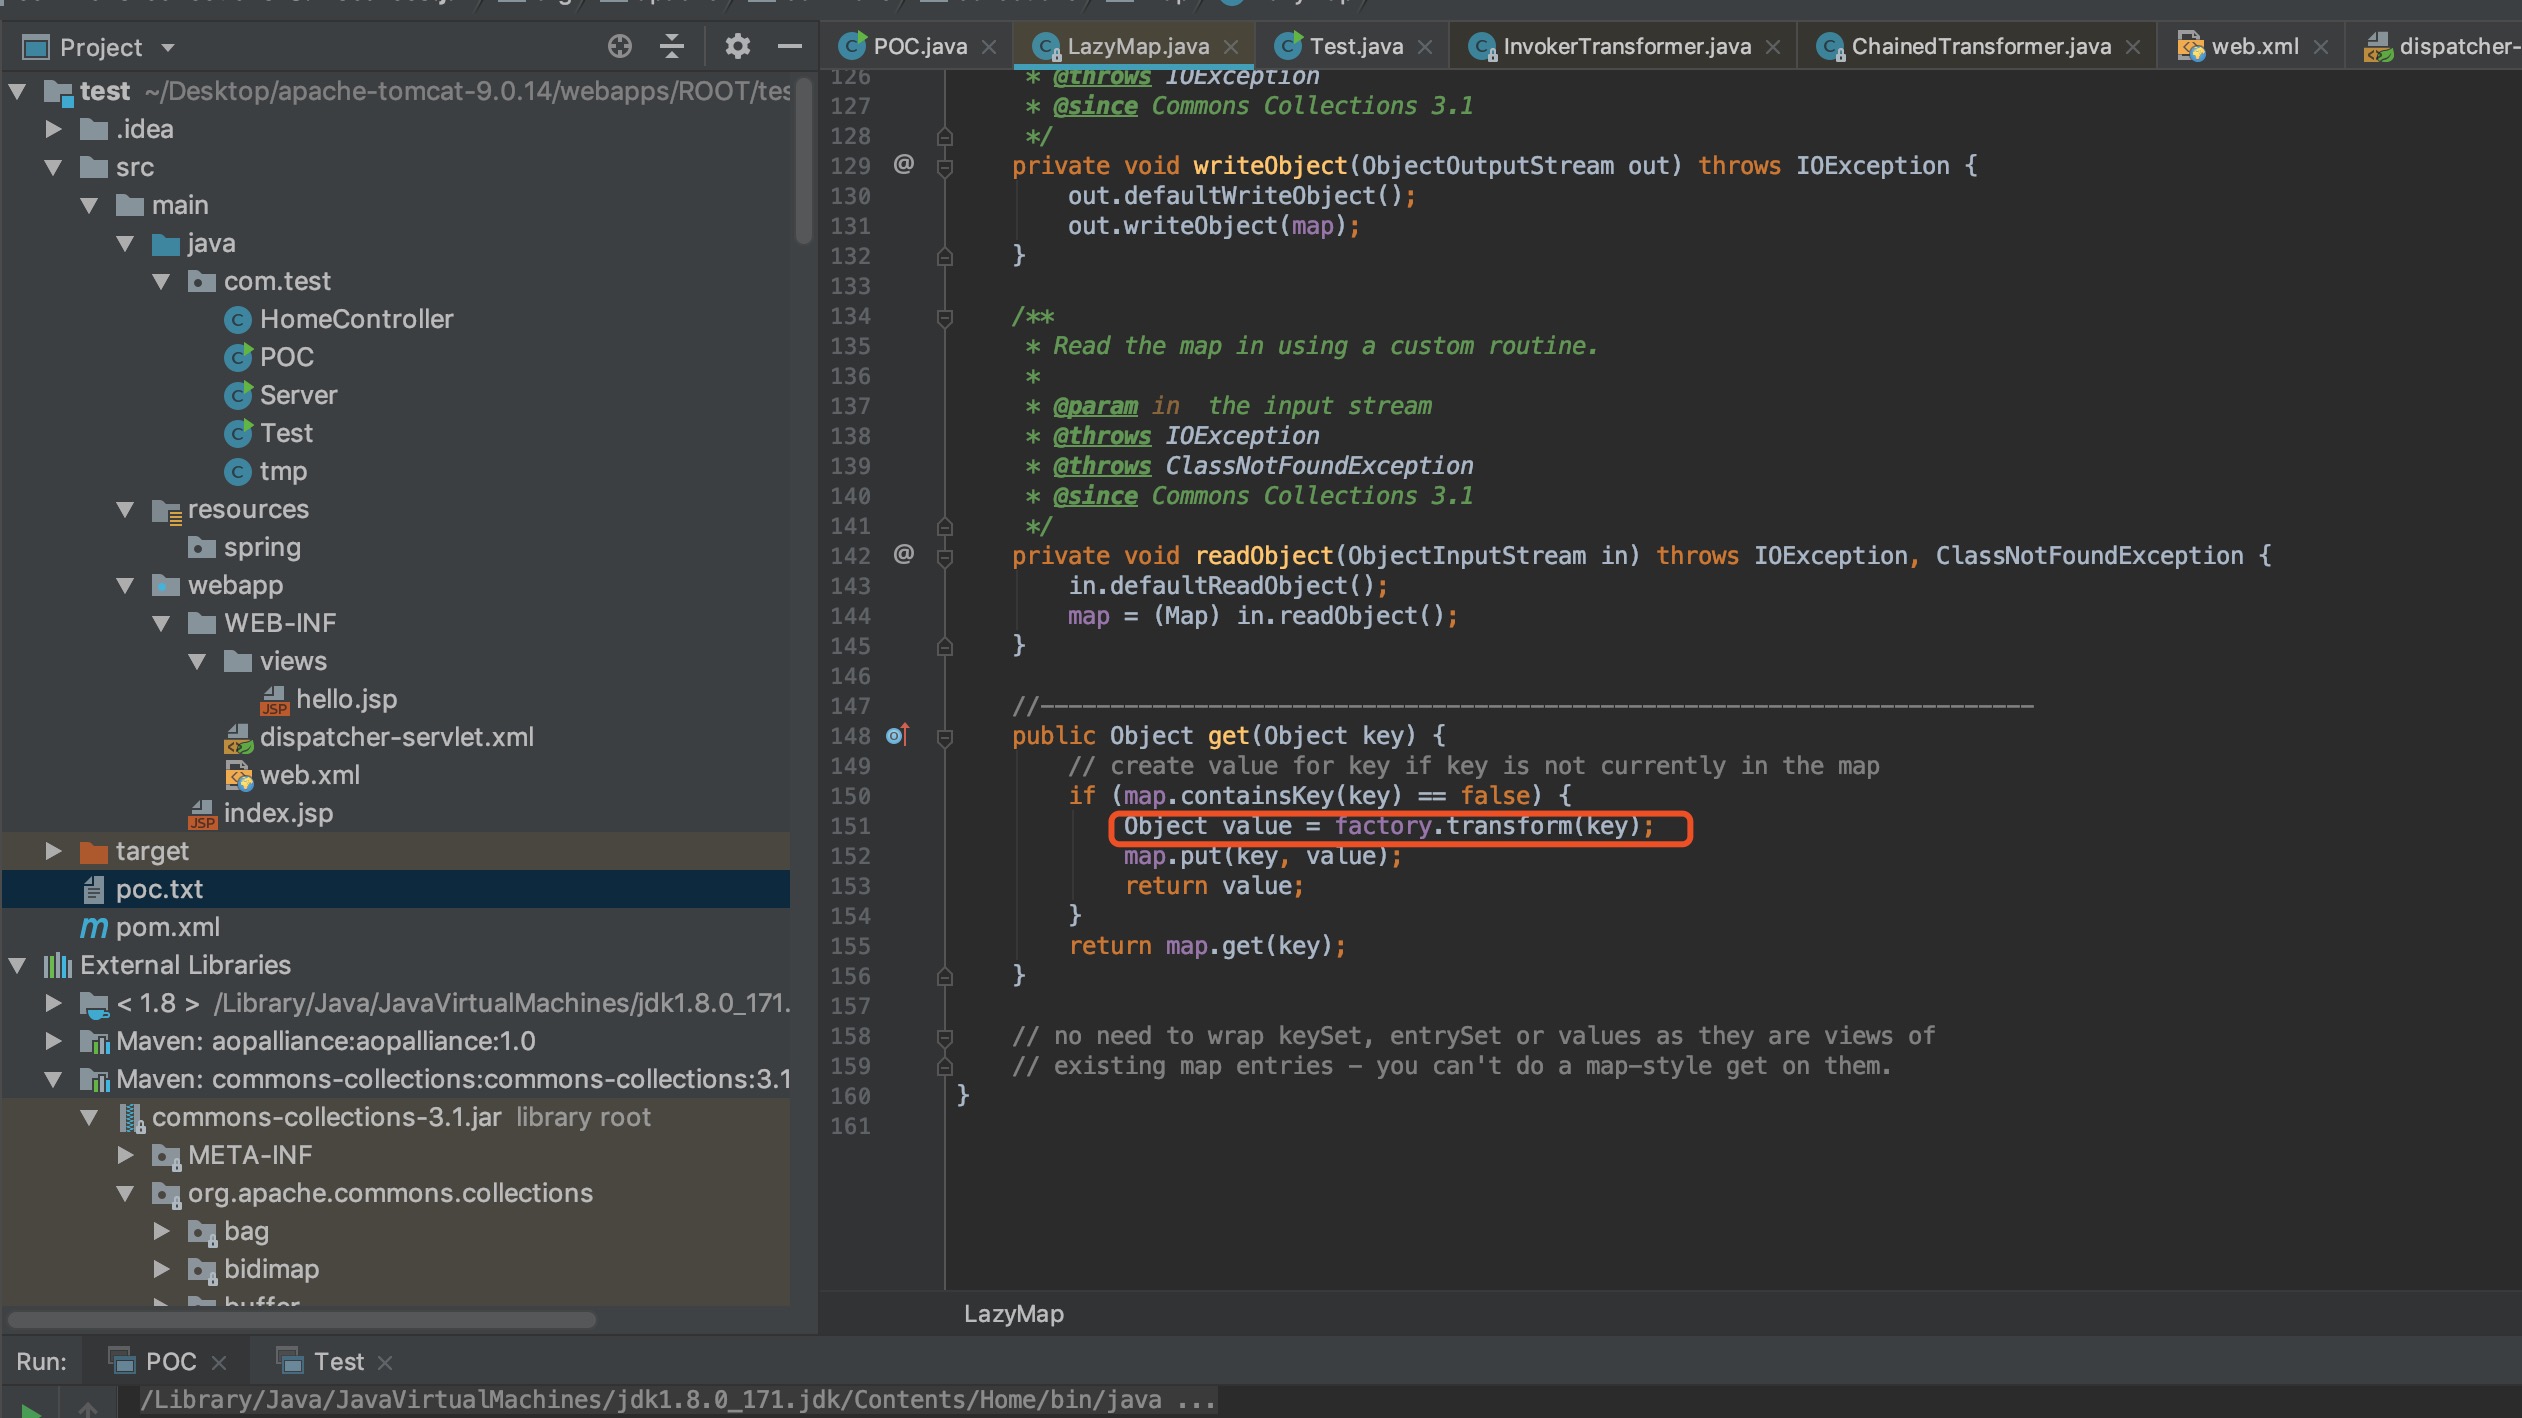 Project
test ~/Desktop/apache-tomcat-9.0.14/webapps/ROOT/tes
.idea
src
main
java
com.test
HomeController
POC
Server
Test
tmp
resources
spring
webapp
WEB-INF
views
hello.jsp
dispatcher-servlet.xml
web.xml
index.jsp
target
poc.txt
pom.xml
External Libraries
< 1.8 > /Library/Java/JavaVirtualMachines/jdk1.8.0_171.
Maven: aopalliance:aopalliance:1.0
Maven: commons-collections:commons-collections:3.1
commons-collections-3.1.jar library root
META-INF
org.apache.commons.collections
bag
bidimap
buffer
POC.java LazyMap.java Test.java InvokerTransformer.java ChainedTransformer.java web.xml dispatcher-
126 * @throws IOException
127 * @since Commons Collections 3.1
128 */
129 @ private void writeObject(ObjectOutputStream out) throws IOException {
130 out.defaultWriteObject();
131 out.writeObject(map);
132 }
133
134 /**
135 * Read the map in using a custom routine.
136 *
137 * @param in the input stream
138 * @throws IOException
139 * @throws ClassNotFoundException
140 * @since Commons Collections 3.1
141 */
142 @ private void readObject(ObjectInputStream in) throws IOException, ClassNotFoundException {
143 in.defaultReadObject();
144 map = (Map) in.readObject();
145 }
146
147 //-----------------------------------------------------------------------
148 public Object get(Object key) {
149 // create value for key if key is not currently in the map
150 if (map.containsKey(key) == false) {
151 Object value = factory.transform(key);
152 map.put(key, value);
153 return value;
154 }
155 return map.get(key);
156 }
157
158 // no need to wrap keySet, entrySet or values as they are views of
159 // existing map entries - you can't do a map-style get on them.
160 }
161
LazyMap
Run: POC Test
/Library/Java/JavaVirtualMachines/jdk1.8.0_171.jdk/Contents/Home/bin/java ...